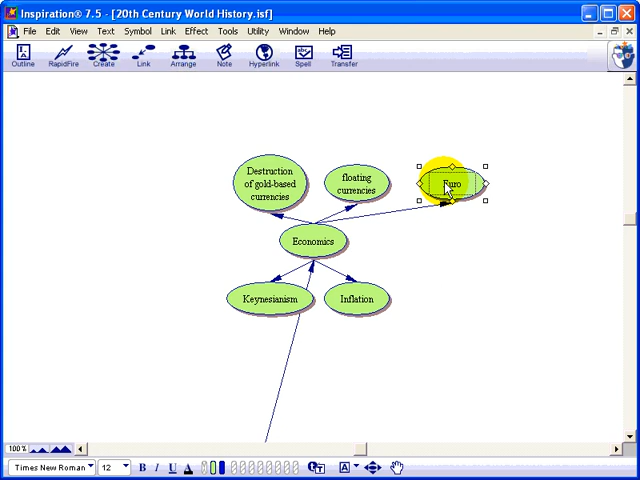 Inspiration® 7.5 - [20th Century World History.isf]
File Edit View Text Symbol Link Effect Tools Utility Window Help
Outline RapidFire Create Link Arrange Note Hyperlink Spell Transfer
Destruction
of gold-based
currencies
floating
currencies
Euro
Economics
Keynesianism
Inflation
100%
Times New Roman 12 B I U A A